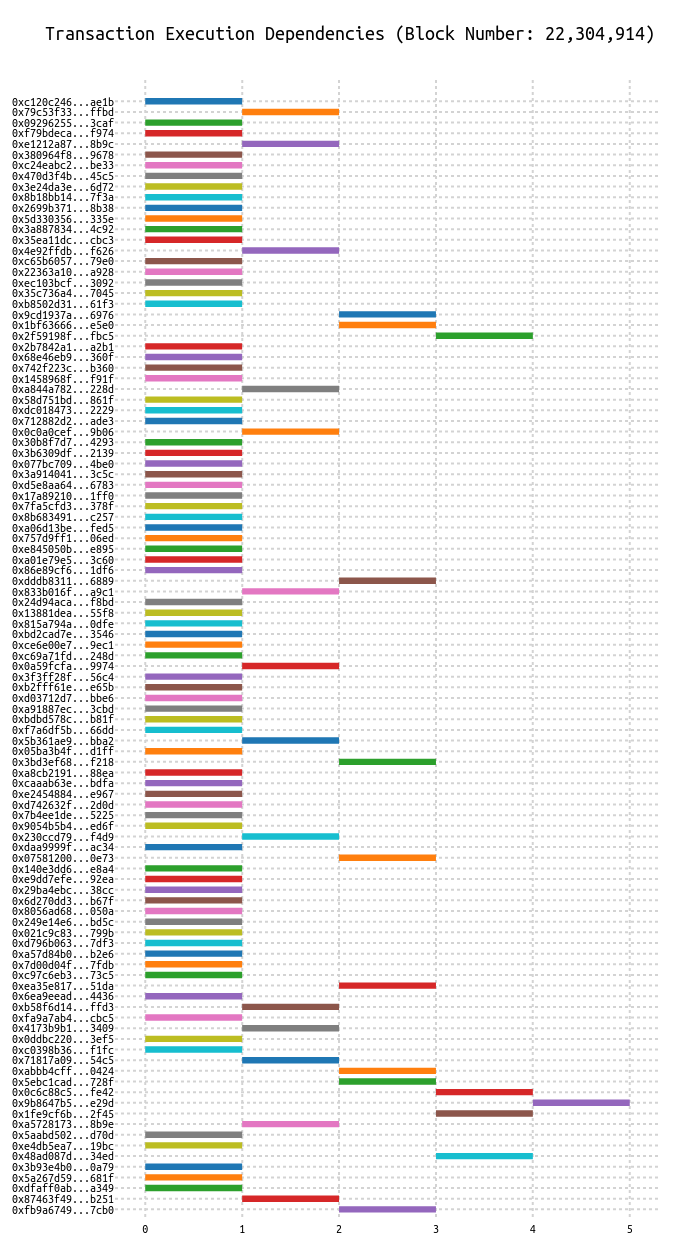 Transaction Execution Dependencies (Block Number: 22,304,914)
0xc120c246...ae1b
0x79c53f33...ffbd
0x09296255...3caf
0xf79bdeca...f974
0xe1212a87...8b9c
0x380964f8...9678
0xc24eabc2...be33
0x470d3f4b...45c5
0x3e24da3e...6d72
0x8b18bb14...7f3a
0x2699b371...8b38
0x5d330356...335e
0x3a887834...4c92
0x35ea11dc...cbc3
0x4e92ffdb...f626
0xc65b6057...79e0
0x22363a10...a928
0xec103bcf...3092
0x35c736a4...7045
0xb8502d31...61f3
0x9cd1937a...6976
0x1bf63666...e5e0
0x2f59198f...fbc5
0x2b7842a1...a2b1
0x68e46eb9...360f
0x742f223c...b360
0x1458968f...f91f
0xa844a782...228d
0x58d751bd...861f
0xdc018473...2229
0x712882d2...ade3
0x0c0a0cef...9b06
0x30b8f7d7...4293
0x3b6309df...2139
0x077bc709...4be0
0x3a914041...3c5c
0xd5e8aa64...6783
0x17a89210...1ff0
0x7fa5cfd3...378f
0x8b683491...c257
0xa06d13be...fed5
0x757d9ff1...06ed
0xe845050b...e895
0xa01e79e5...3c60
0x86e89cf6...1df6
0xdddb8311...6889
0x833b016f...a9c1
0x24d94aca...f8bd
0x13881dea...55f8
0x815a794a...0dfe
0xbd2cad7e...3546
0xce6e00e7...9ec1
0xc69a71fd...248d
0x0a59fcfa...9974
0x3f3ff28f...56c4
0xb2fff61e...e65b
0xd03712d7...bbe6
0xa91887ec...3cbd
0xbdbd578c...b81f
0xf7a6df5b...66dd
0x5b361ae9...bba2
0x05ba3b4f...d1ff
0x3bd3ef68...f218
0xa8cb2191...88ea
0xcaaab63e...bdfa
0xe2454884...e967
0xd742632f...2d0d
0x7b4ee1de...5225
0x9054b5b4...ed6f
0x230ccd79...f4d9
0xdaa9999f...ac34
0x07581200...0e73
0x140e3dd6...e8a4
0xe9dd7efe...92ea
0x29ba4ebc...38cc
0x6d270dd3...b67f
0x8056ad68...050a
0x249e14e6...bd5c
0x021c9c83...799b
0xd796b063...7df3
0xa57d84b0...b2e6
0x7d00d04f...7fdb
0xc97c6eb3...73c5
0xea35e817...51da
0x6ea9eead...4436
0xb58f6d14...ffd3
0xfa9a7ab4...cbc5
0x4173b9b1...3409
0x0ddbc220...3ef5
0xc0398b36...f1fc
0x71817a09...54c5
0xabbb4cff...0424
0x5ebc1cad...728f
0x0c6c88c5...fe42
0x9b8647b5...e29d
0x1fe9cf6b...2f45
0xa5728173...8b9e
0x5aabd502...d70d
0xe4db5ea7...19bc
0x48ad087d...34ed
0x3b93e4b0...0a79
0x5a267d59...681f
0xdfaff0ab...a349
0x87463f49...b251
0xfb9a6749...7cb0
0 1 2 3 4 5